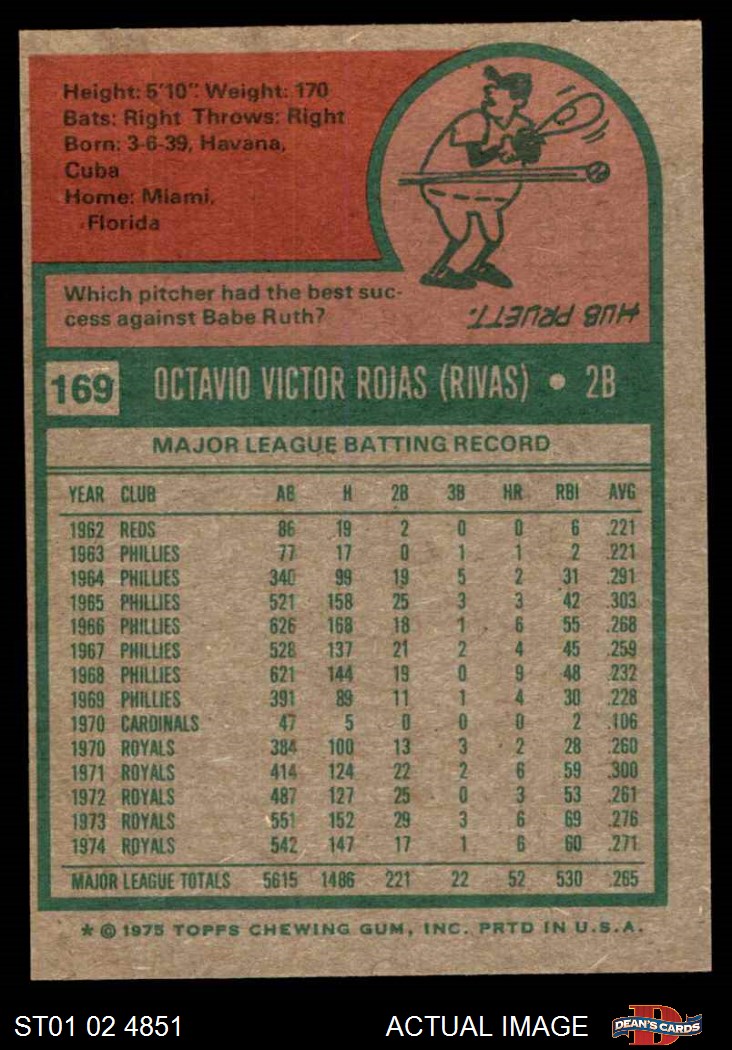 Height: 5'10". Weight: 170
Bats: Right Throws: Right
Born: 3-6-39, Havana,
Cuba
Home: Miami,
Florida
Which pitcher had the best suc-
cess against Babe Ruth?
HUB PRUETT.
169 OCTAVIO VICTOR ROJAS (RIVAS) • 2B
MAJOR LEAGUE BATTING RECORD
YEAR CLUB AB H 2B 3B HR RBI AVG
1962 REDS 86 19 2 0 0 6 .221
1963 PHILLIES 77 17 0 1 1 2 .221
1964 PHILLIES 340 99 19 5 2 31 .291
1965 PHILLIES 521 158 25 3 3 42 .303
1966 PHILLIES 626 168 18 1 6 55 .268
1967 PHILLIES 528 137 21 2 4 45 .259
1968 PHILLIES 621 144 19 0 9 48 .232
1969 PHILLIES 391 89 11 1 4 30 .228
1970 CARDINALS 47 5 0 0 0 2 .106
1970 ROYALS 384 100 13 3 2 28 .260
1971 ROYALS 414 124 22 2 6 59 .300
1972 ROYALS 487 127 25 0 3 53 .261
1973 ROYALS 551 152 29 3 6 69 .276
1974 ROYALS 542 147 17 1 6 60 .271
MAJOR LEAGUE TOTALS 5615 1486 221 22 52 530 .265
* © 1975 TOPPS CHEWING GUM, INC. PRTD IN U.S.A.
ST01 02 4851 ACTUAL IMAGE D DEAN'S CARDS